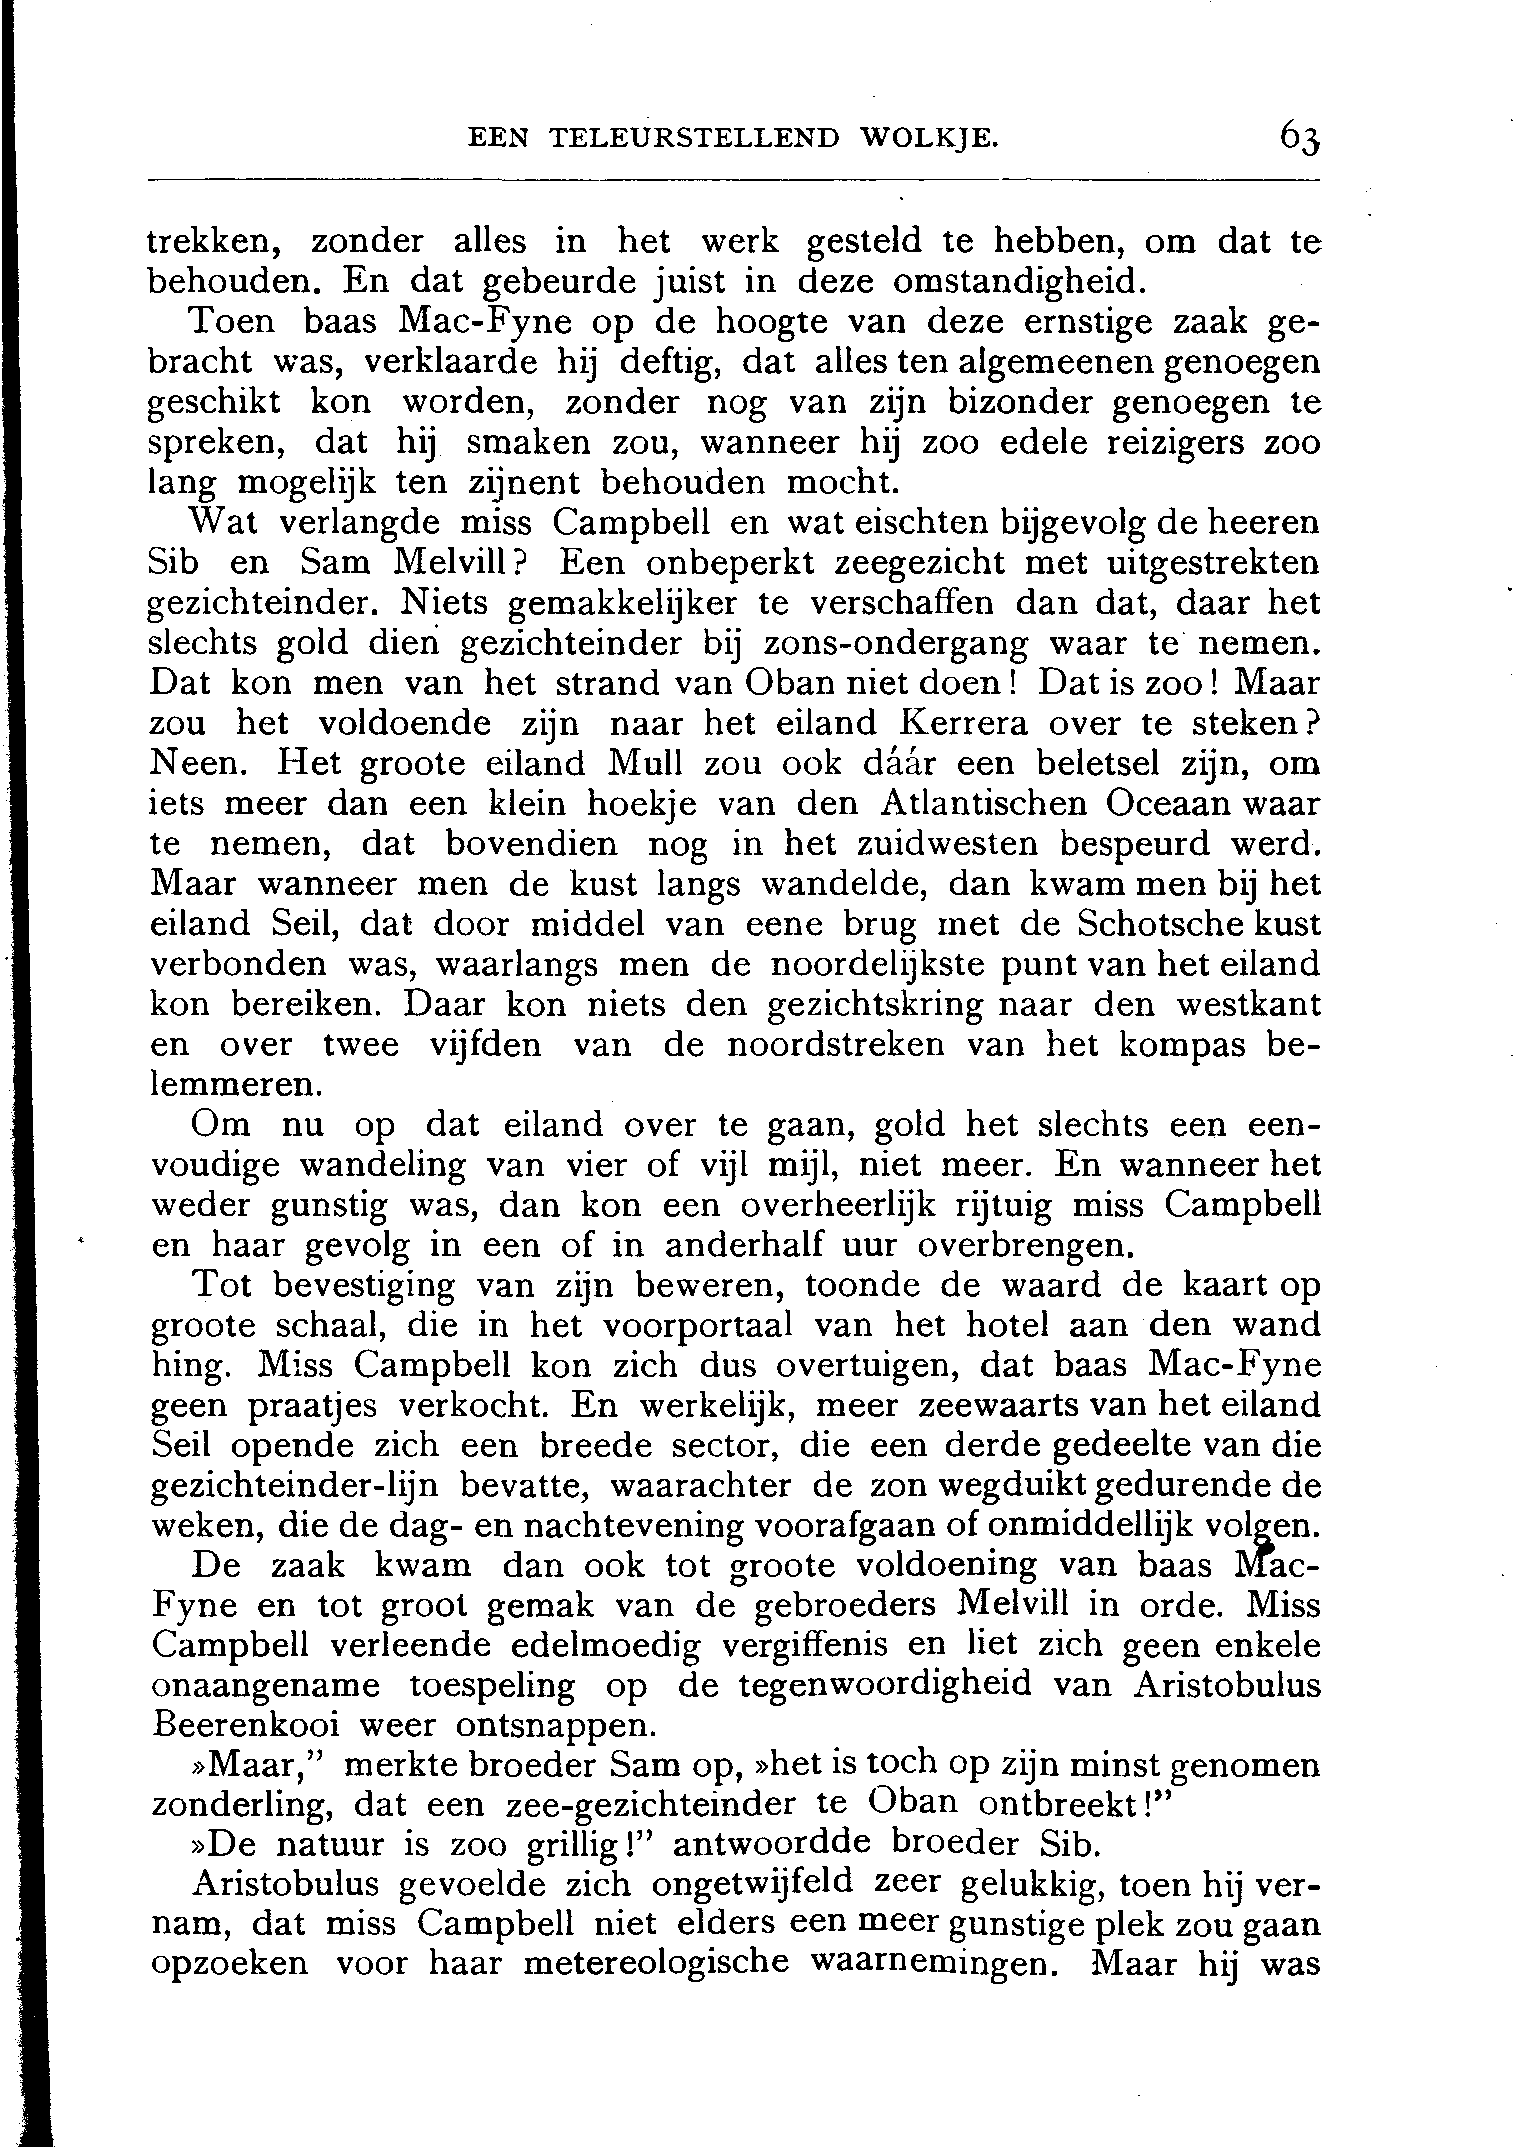 EEN TELEURSTELLEND WOLKJE. 63
trekken, zonder alles in het werk gesteld te hebben, om dat te
behouden. En dat gebeurde juist in deze omstandigheid.
Toen baas Mac-Fyne op de hoogte van deze ernstige zaak ge-
bracht was, verklaarde hij deftig, dat alles ten algemeenen genoegen
geschikt kon worden, zonder nog van zijn bizonder genoegen te
spreken, dat hij smaken zou, wanneer hij zoo edele reizigers zoo
lang mogelijk ten zijnent behouden mocht.
Wat verlangde miss Campbell en wat eischten bijgevolg de heeren
Sib en Sam Melvill? Een onbeperkt zeegezicht met uitgestrekten
gezichteinder. Niets gemakkelijker te verschaffen dan dat, daar het
slechts gold dien gezichteinder bij zons-ondergang waar te nemen.
Dat kon men van het strand van Oban niet doen! Dat is zoo! Maar
zou het voldoende zijn naar het eiland Kerrera over te steken?
Neen. Het groote eiland Mull zou ook dáár een beletsel zijn, om
iets meer dan een klein hoekje van den Atlantischen Oceaan waar
te nemen, dat bovendien nog in het zuidwesten bespeurd werd.
Maar wanneer men de kust langs wandelde, dan kwam men bij het
eiland Seil, dat door middel van eene brug met de Schotsche kust
verbonden was, waarlangs men de noordelijkste punt van het eiland
kon bereiken. Daar kon niets den gezichtskring naar den westkant
en over twee vijfden van de noordstreken van het kompas be-
lemmeren.
Om nu op dat eiland over te gaan, gold het slechts een een-
voudige wandeling van vier of vijl mijl, niet meer. En wanneer het
weder gunstig was, dan kon een overheerlijk rijtuig miss Campbell
en haar gevolg in een of in anderhalf uur overbrengen.
Tot bevestiging van zijn beweren, toonde de waard de kaart op
groote schaal, die in het voorportaal van het hotel aan den wand
hing. Miss Campbell kon zich dus overtuigen, dat baas Mac-Fyne
geen praatjes verkocht. En werkelijk, meer zeewaarts van het eiland
Seil opende zich een breede sector, die een derde gedeelte van die
gezichteinder-lijn bevatte, waarachter de zon wegduikt gedurende de
weken, die de dag- en nachtevening voorafgaan of onmiddellijk volgen.
De zaak kwam dan ook tot groote voldoening van baas Mac-
Fyne en tot groot gemak van de gebroeders Melvill in orde. Miss
Campbell verleende edelmoedig vergiffenis en liet zich geen enkele
onaangename toespeling op de tegenwoordigheid van Aristobulus
Beerenkooi weer ontsnappen.
»Maar,” merkte broeder Sam op, »het is toch op zijn minst genomen
zonderling, dat een zee-gezichteinder te Oban ontbreekt!”
»De natuur is zoo grillig!” antwoordde broeder Sib.
Aristobulus gevoelde zich ongetwijfeld zeer gelukkig, toen hij ver-
nam, dat miss Campbell niet elders een meer gunstige plek zou gaan
opzoeken voor haar metereologische waarnemingen. Maar hij was